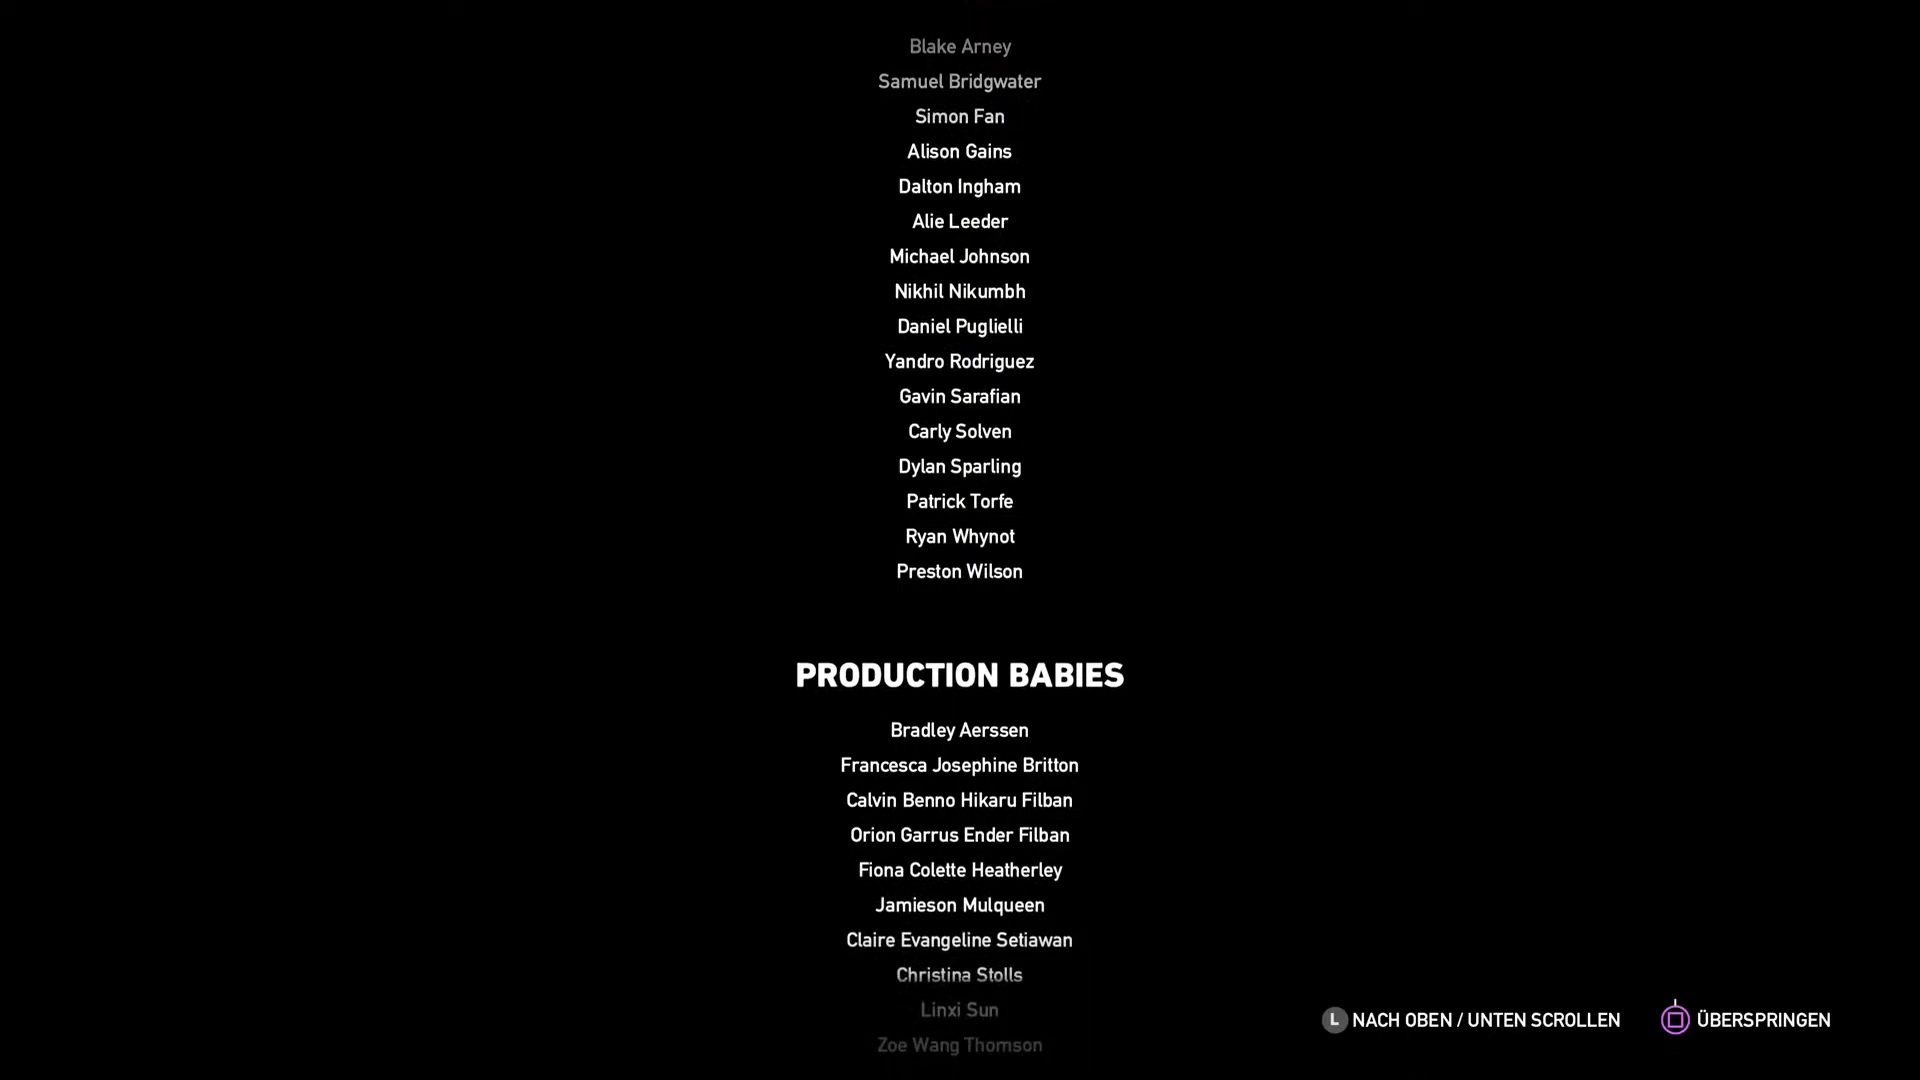 Blake Arney
Samuel Bridgwater
Simon Fan
Alison Gains
Dalton Ingham
Alie Leeder
Michael Johnson
Nikhil Nikumbh
Daniel Puglielli
Yandro Rodriguez
Gavin Sarafian
Carly Solven
Dylan Sparling
Patrick Torfe
Ryan Whynot
Preston Wilson
PRODUCTION BABIES
Bradley Aerssen
Francesca Josephine Britton
Calvin Benno Hikaru Filban
Orion Garrus Ender Filban
Fiona Colette Heatherley
Jamieson Mulqueen
Claire Evangeline Setiawan
Christina Stolls
Linxi Sun
Zoe Wang Thomson
L NACH OBEN / UNTEN SCROLLEN ÜBERSPRINGEN